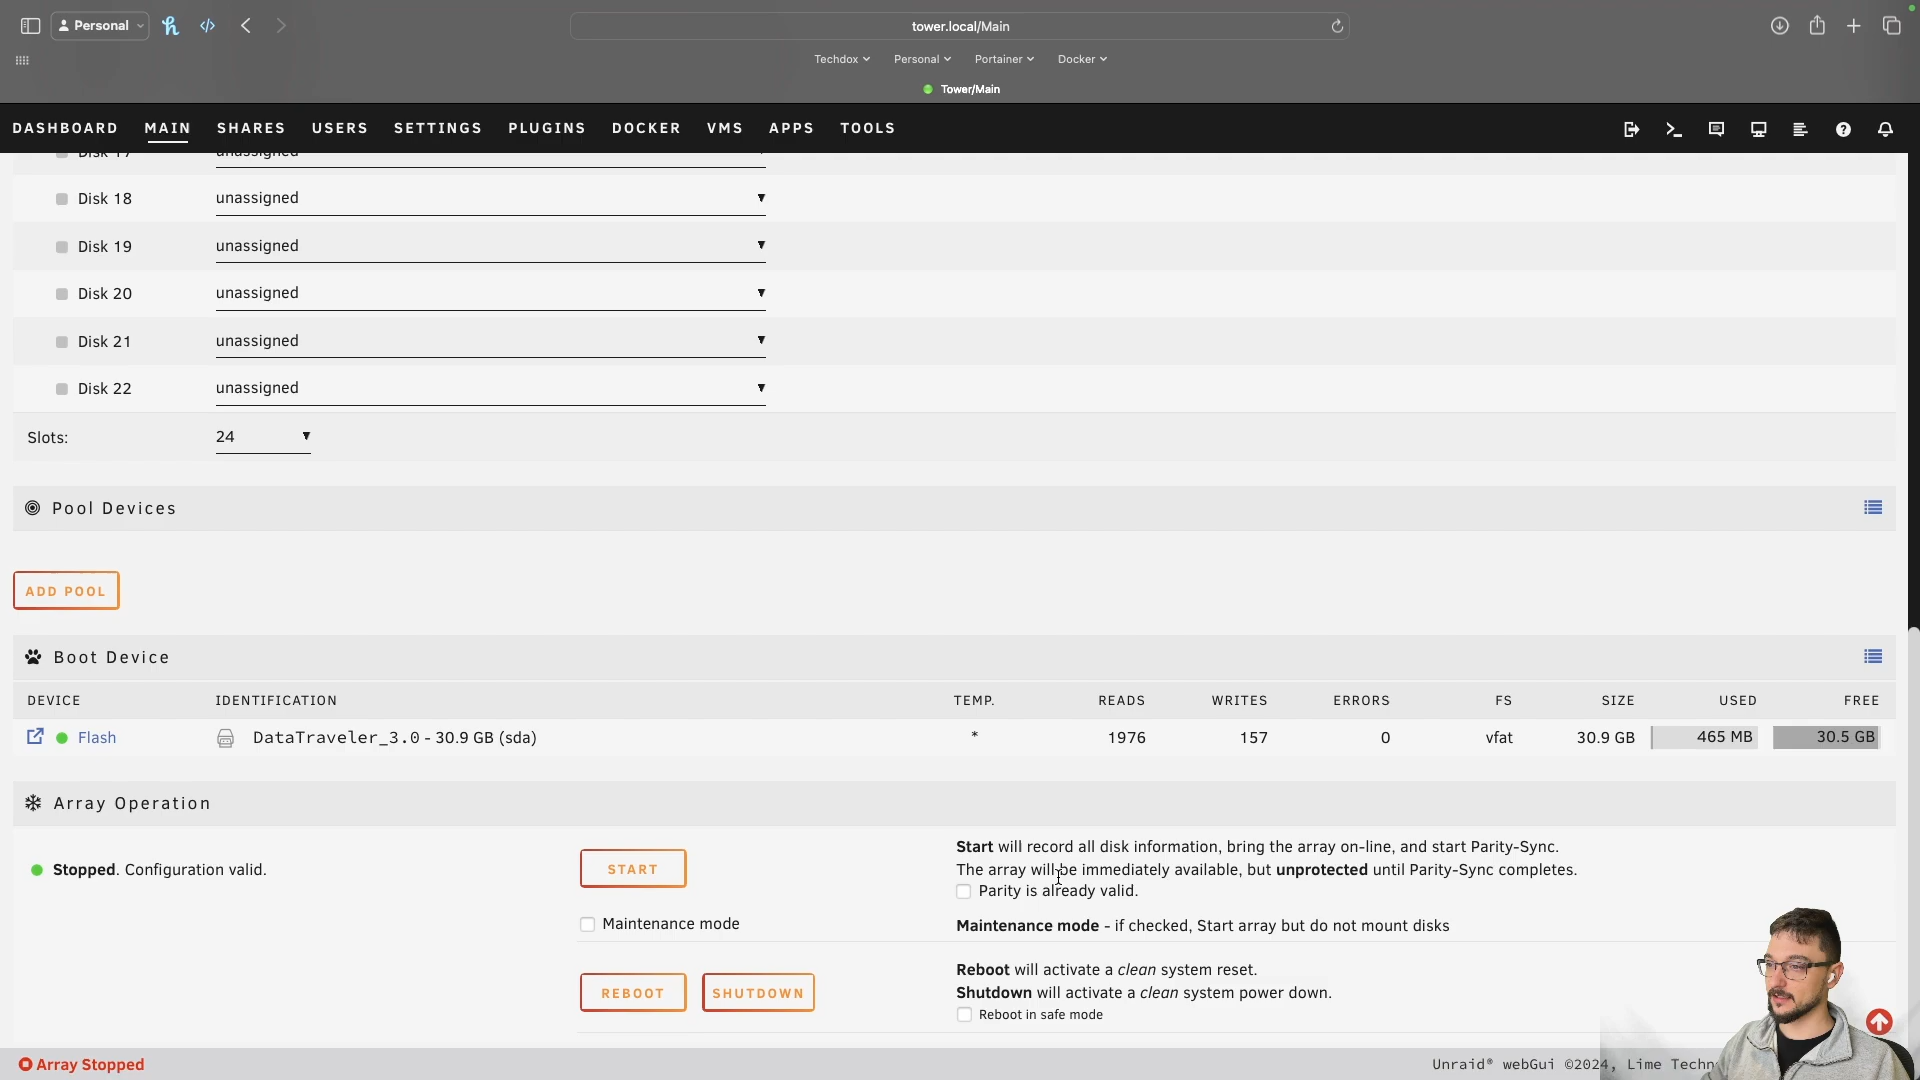 Personal
tower.local/Main
Techdox
Personal
Portainer
Docker
Tower/Main
DASHBOARD MAIN SHARES USERS SETTINGS PLUGINS DOCKER VMS APPS TOOLS
Disk 17 unassigned
Disk 18 unassigned
Disk 19 unassigned
Disk 20 unassigned
Disk 21 unassigned
Disk 22 unassigned
Slots: 24
Pool Devices
ADD POOL
Boot Device
DEVICE IDENTIFICATION TEMP. READS WRITES ERRORS FS SIZE USED FREE
Flash DataTraveler_3.0 - 30.9 GB (sda) * 1976 157 0 vfat 30.9 GB 465 MB 30.5 GB
Array Operation
Stopped. Configuration valid.
START
Start will record all disk information, bring the array on-line, and start Parity-Sync.
The array will be immediately available, but unprotected until Parity-Sync completes.
Parity is already valid.
Maintenance mode
Maintenance mode - if checked, Start array but do not mount disks
REBOOT
SHUTDOWN
Reboot will activate a clean system reset.
Shutdown will activate a clean system power down.
Reboot in safe mode
Array Stopped
Unraid® webGui ©2024, Lime Techn